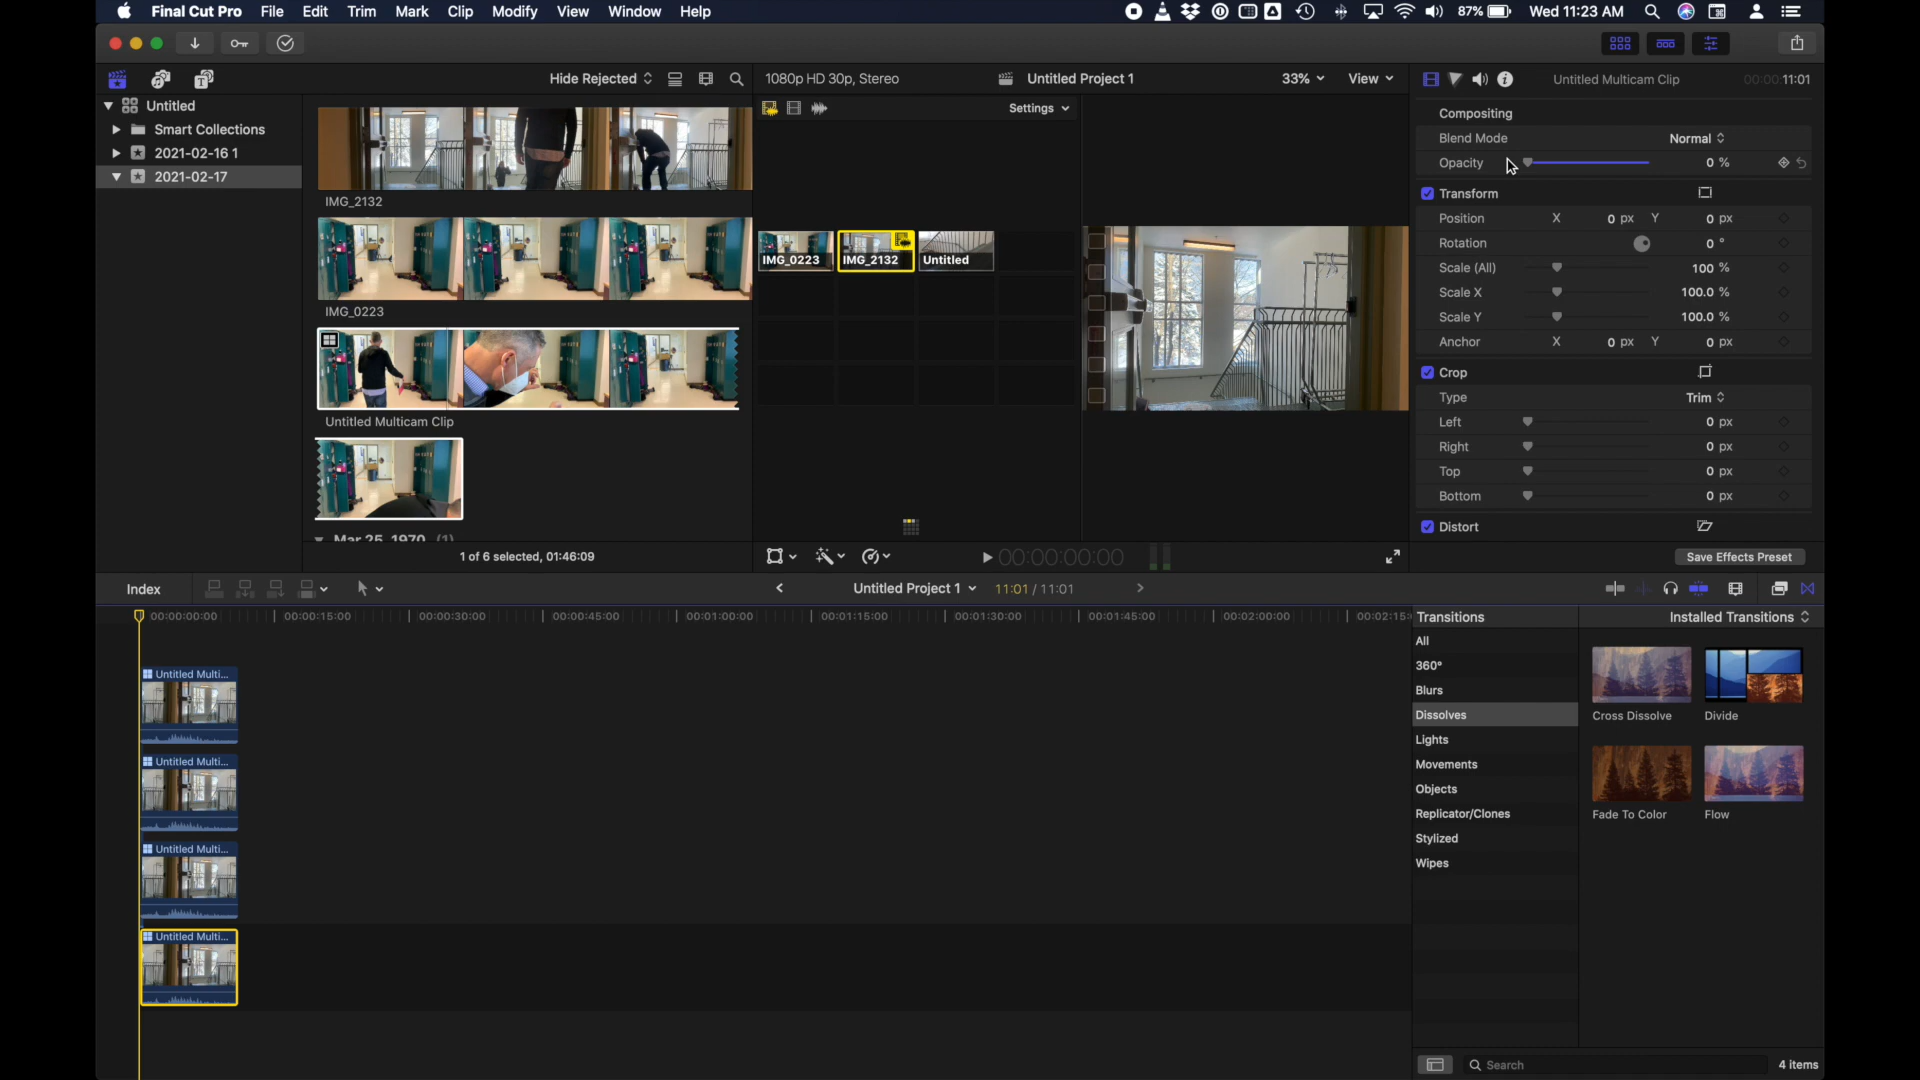 Final Cut Pro File Edit Trim Mark Clip Modify View Window Help 87% Wed 11:23 AM
Hide Rejected 1080p HD 30p, Stereo Untitled Project 1 33% View Untitled Multicam Clip 00:00:11:01
Untitled
Smart Collections
2021-02-16 1
2021-02-17
IMG_2132
IMG_0223
Untitled Multicam Clip
Mar 25, 1970 (1)
1 of 6 selected, 01:46:09
Settings
IMG_0223 IMG_2132 Untitled
00:00:00:00
Compositing
Blend Mode Normal
Opacity 0 %
Transform
Position X 0 px Y 0 px
Rotation 0 °
Scale (All) 100 %
Scale X 100.0 %
Scale Y 100.0 %
Anchor X 0 px Y 0 px
Crop
Type Trim
Left 0 px
Right 0 px
Top 0 px
Bottom 0 px
Distort
Save Effects Preset
Index Untitled Project 1 11:01 / 11:01
00:00:00:00 00:00:15:00 00:00:30:00 00:00:45:00 00:01:00:00 00:01:15:00 00:01:30:00 00:01:45:00 00:02:00:00 00:02:15:
Untitled Multi...
Untitled Multi...
Untitled Multi...
Untitled Multi...
Transitions Installed Transitions
All
360°
Blurs
Dissolves
Lights
Movements
Objects
Replicator/Clones
Stylized
Wipes
Cross Dissolve Divide
Fade To Color Flow
Search 4 items